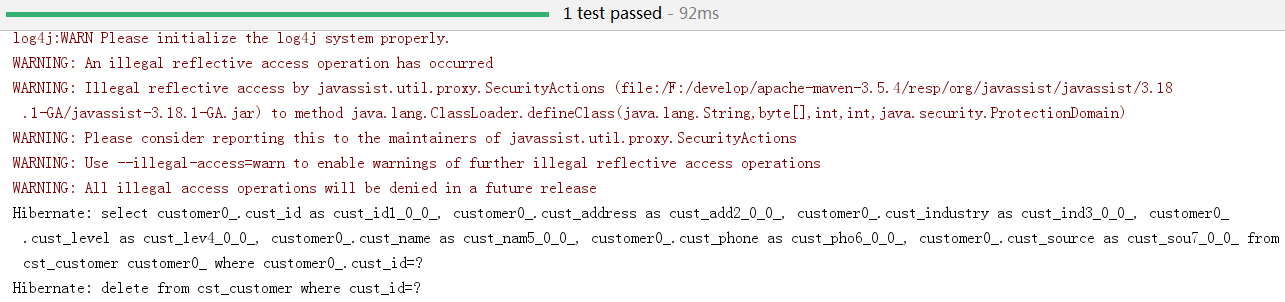 1 test passed - 92ms
log4j:WARN Please initialize the log4j system properly.
WARNING: An illegal reflective access operation has occurred
WARNING: Illegal reflective access by javassist.util.proxy.SecurityActions (file:/F:/develop/apache-maven-3.5.4/resp/org/javassist/javassist/3.18
.1-GA/javassist-3.18.1-GA.jar) to method java.lang.ClassLoader.defineClass(java.lang.String,byte[],int,int,java.security.ProtectionDomain)
WARNING: Please consider reporting this to the maintainers of javassist.util.proxy.SecurityActions
WARNING: Use --illegal-access=warn to enable warnings of further illegal reflective access operations
WARNING: All illegal access operations will be denied in a future release
Hibernate: select customer0_.cust_id as cust_id1_0_0_, customer0_.cust_address as cust_add2_0_0_, customer0_.cust_industry as cust_ind3_0_0_, customer0_
.cust_level as cust_lev4_0_0_, customer0_.cust_name as cust_nam5_0_0_, customer0_.cust_phone as cust_pho6_0_0_, customer0_.cust_source as cust_sou7_0_0_ from
cst_customer customer0_ where customer0_.cust_id=?
Hibernate: delete from cst_customer where cust_id=?